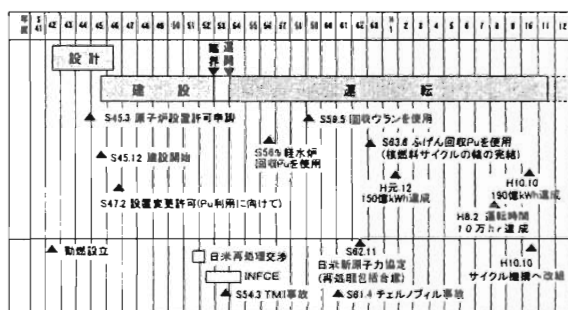 年度 S41 42 43 44 45 46 47 48 49 50 51 52 53 54 55 56 57 58 59 60 61 62 63 H1 2 3 4 5 6 7 8 9 10 11 12
臨界 運開
設計
建 設
運 転
S45.3 原子炉設置許可申請
S59.5 回収ウランを使用
S45.12 建設開始
軽水炉
回収Puを使用
S63.6 ふげん回収Puを使用
(核燃料サイクルの輪の完結)
S47.2 設置変更許可(Pu利用に向けて)
H元.12
150億kWh達成
H10.10
190億kWh達成
H8.2 運転時間
10万hr達成
動燃設立
日米再処理交渉
INFCE
S62.11
日米新原子力協定
(再処理包括合意)
H10.10
サイクル機構へ改組
S54.3 TMI事故
S61.4 チェルノブイル事故